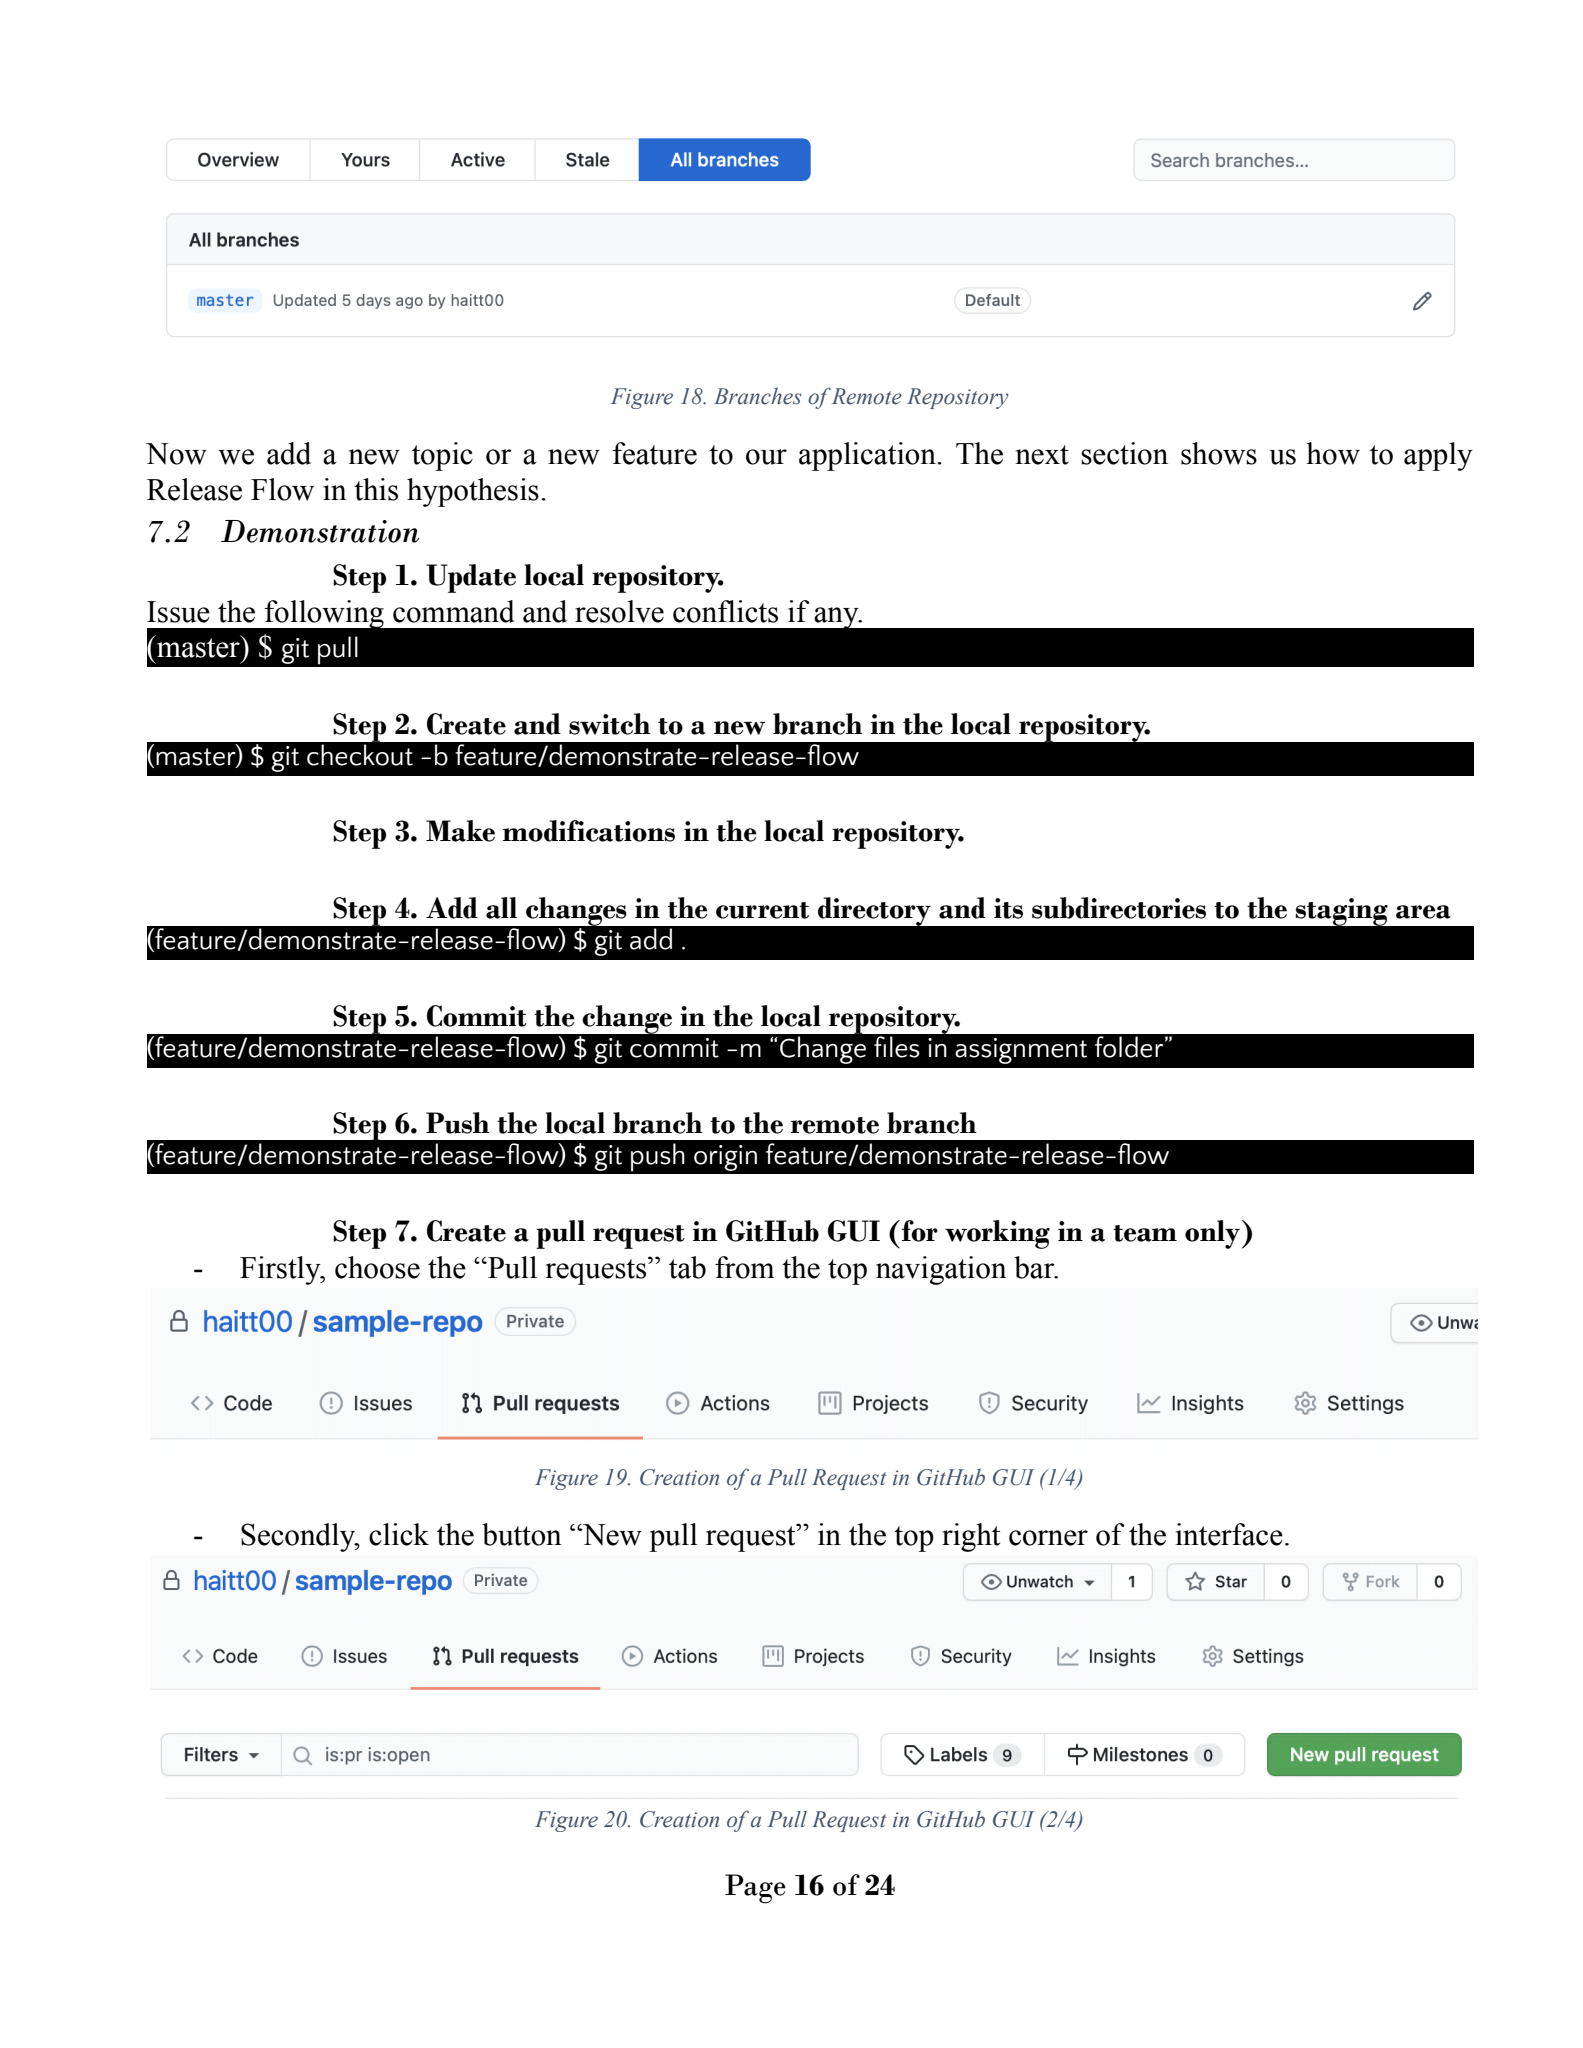 Overview Yours Active Stale All branches Search branches...
All branches
master Updated 5 days ago by haitt00 Default
Figure 18. Branches of Remote Repository
Now we add a new topic or a new feature to our application. The next section shows us how to apply
Release Flow in this hypothesis.
7.2 Demonstration
Step 1. Update local repository.
Issue the following command and resolve conflicts if any.
(master) $ git pull
Step 2. Create and switch to a new branch in the local repository.
(master) $ git checkout -b feature/demonstrate-release-flow
Step 3. Make modifications in the local repository.
Step 4. Add all changes in the current directory and its subdirectories to the staging area
(feature/demonstrate-release-flow) $ git add .
Step 5. Commit the change in the local repository.
(feature/demonstrate-release-flow) $ git commit -m “Change files in assignment folder”
Step 6. Push the local branch to the remote branch
(feature/demonstrate-release-flow) $ git push origin feature/demonstrate-release-flow
Step 7. Create a pull request in GitHub GUI (for working in a team only)
- Firstly, choose the “Pull requests” tab from the top navigation bar.
haitt00 / sample-repo Private Unwa
Code Issues Pull requests Actions Projects Security Insights Settings
Figure 19. Creation of a Pull Request in GitHub GUI (1/4)
- Secondly, click the button “New pull request” in the top right corner of the interface.
haitt00 / sample-repo Private Unwatch 1 Star 0 Fork 0
Code Issues Pull requests Actions Projects Security Insights Settings
Filters is:pr is:open Labels 9 Milestones 0 New pull request
Figure 20. Creation of a Pull Request in GitHub GUI (2/4)
Page 16 of 24